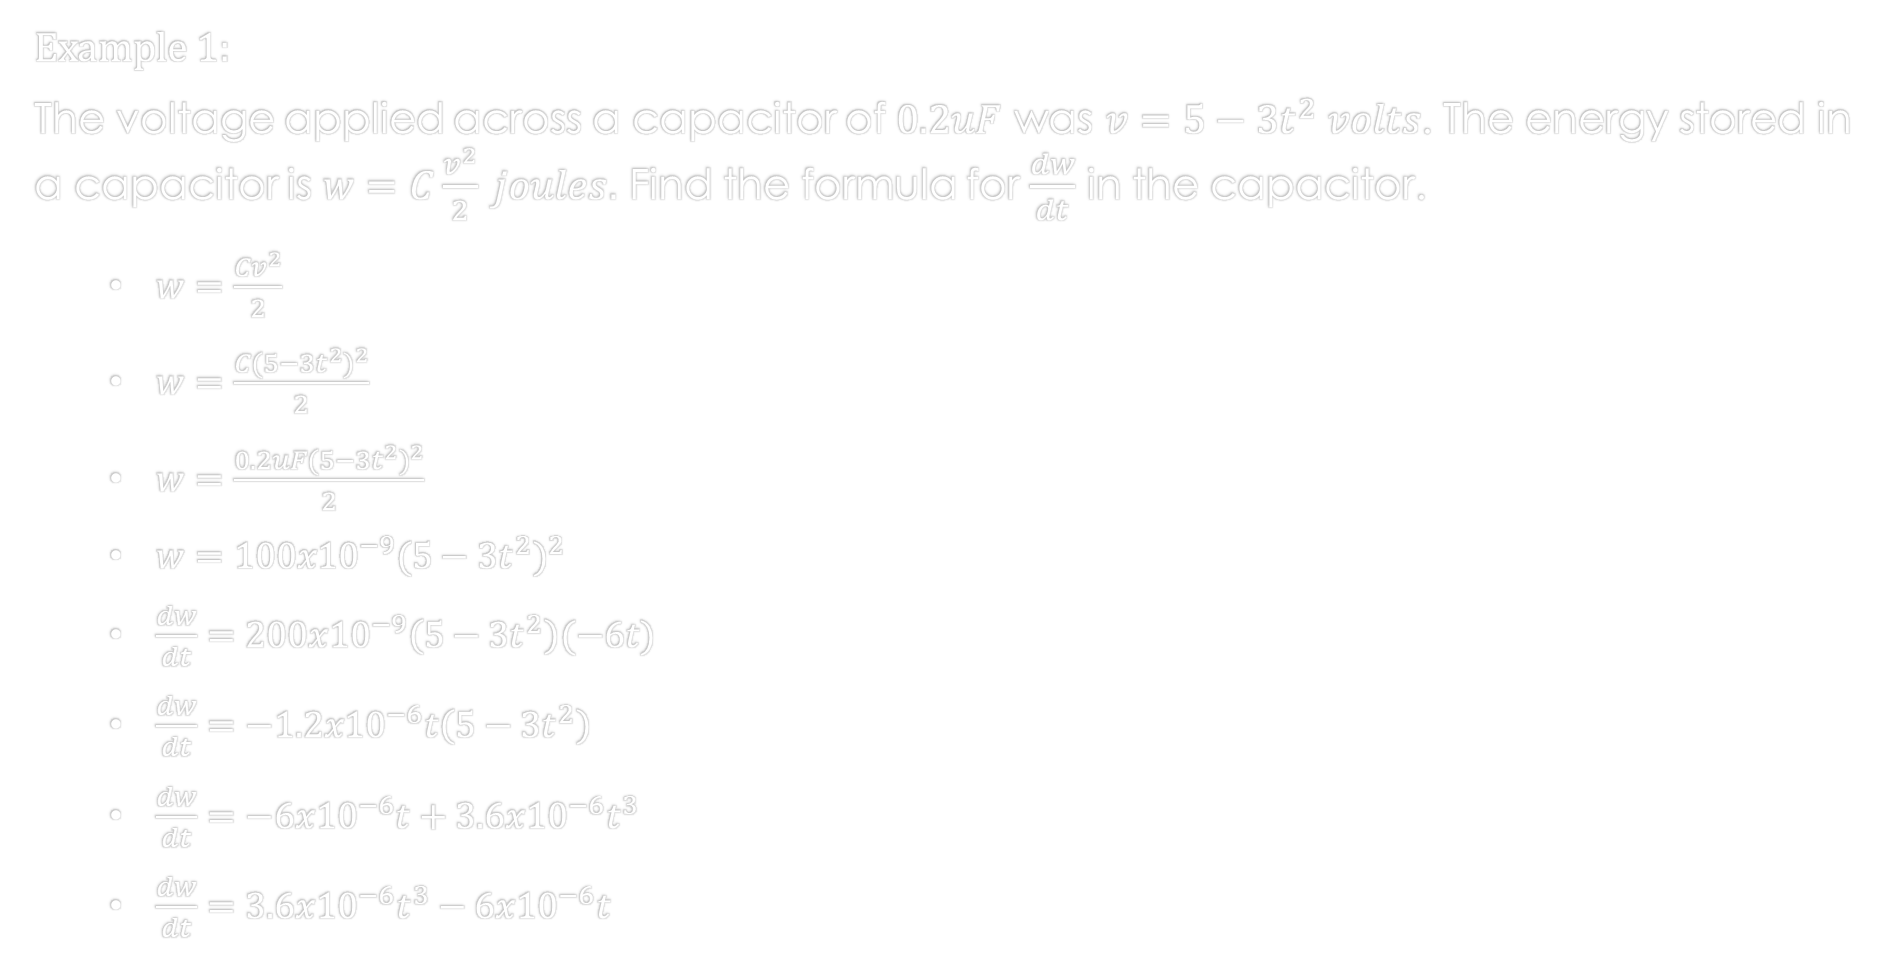 Example 1:
The voltage applied across a capacitor of 0.2uF was v = 5 − 3t² volts. The energy stored in
a capacitor is w = C v²/2 joules. Find the formula for dw/dt in the capacitor.
◦ w = Cv²/2
◦ w = C(5−3t²)²/2
◦ w = 0.2uF(5−3t²)²/2
◦ w = 100x10⁻⁹(5 − 3t²)²
◦ dw/dt = 200x10⁻⁹(5 − 3t²)(−6t)
◦ dw/dt = −1.2x10⁻⁶t(5 − 3t²)
◦ dw/dt = −6x10⁻⁶t + 3.6x10⁻⁶t³
◦ dw/dt = 3.6x10⁻⁶t³ − 6x10⁻⁶t